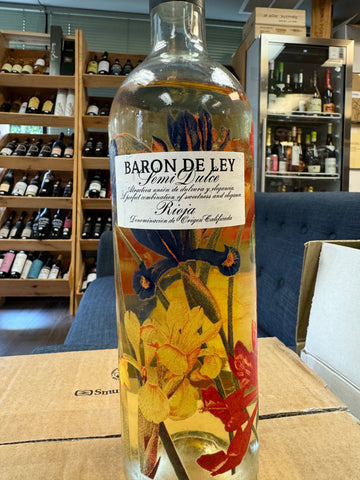 BARON DE LEY
Semi Dulce
Atractiva unión de dulzura y elegancia.
A perfect combination of sweetness and elegance
Rioja
Denominación de Origen Calificada